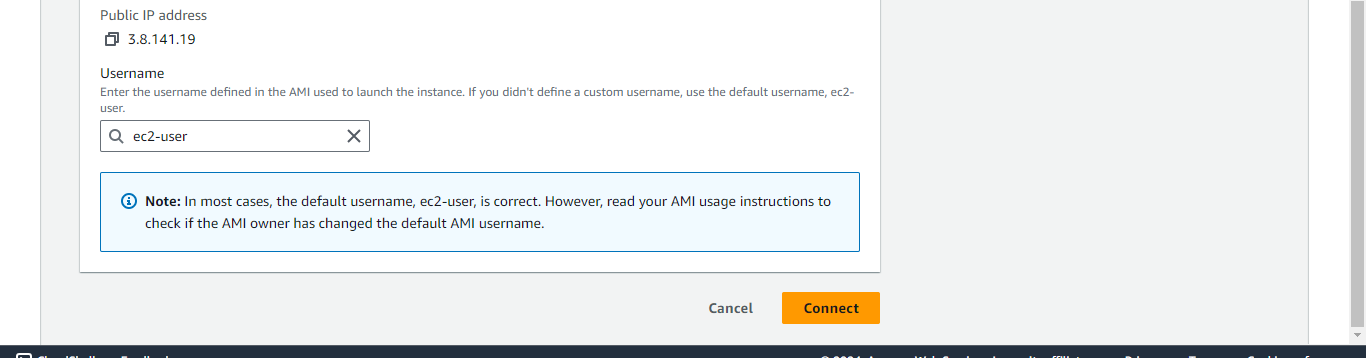 Public IP address
3.8.141.19
Username
Enter the username defined in the AMI used to launch the instance. If you didn't define a custom username, use the default username, ec2-
user.
ec2-user
Note: In most cases, the default username, ec2-user, is correct. However, read your AMI usage instructions to
check if the AMI owner has changed the default AMI username.
Cancel Connect